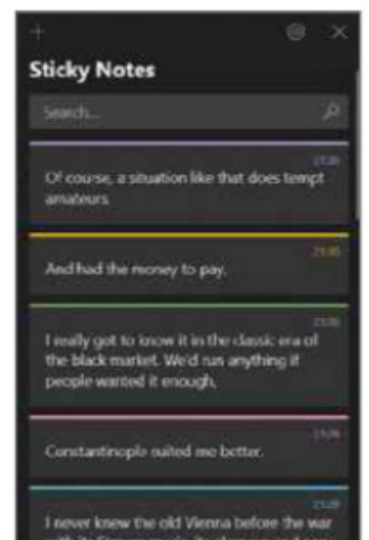 Sticky Notes
Search...
Of course, a situation like that does tempt
amateurs.
And had the money to pay.
I really got to know it in the classic era of
the black market. We'd run anything if
people wanted it enough.
Constantinople suited me better.
I never knew the old Vienna before the war